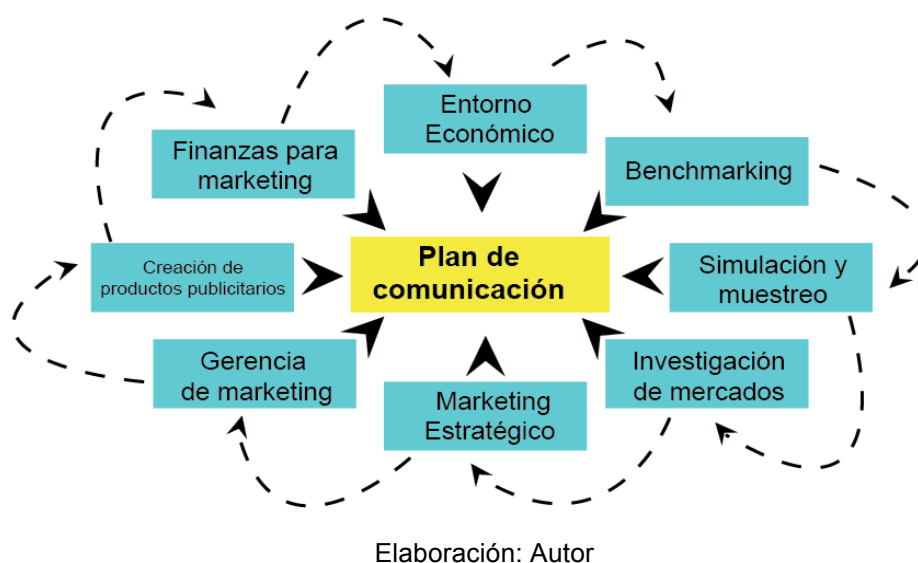 Entorno
Económico
Finanzas para
marketing
Benchmarking
Creación de
productos publicitarios
Plan de
comunicación
Simulación y
muestreo
Gerencia
de marketing
Marketing
Estratégico
Investigación
de mercados
Elaboración: Autor